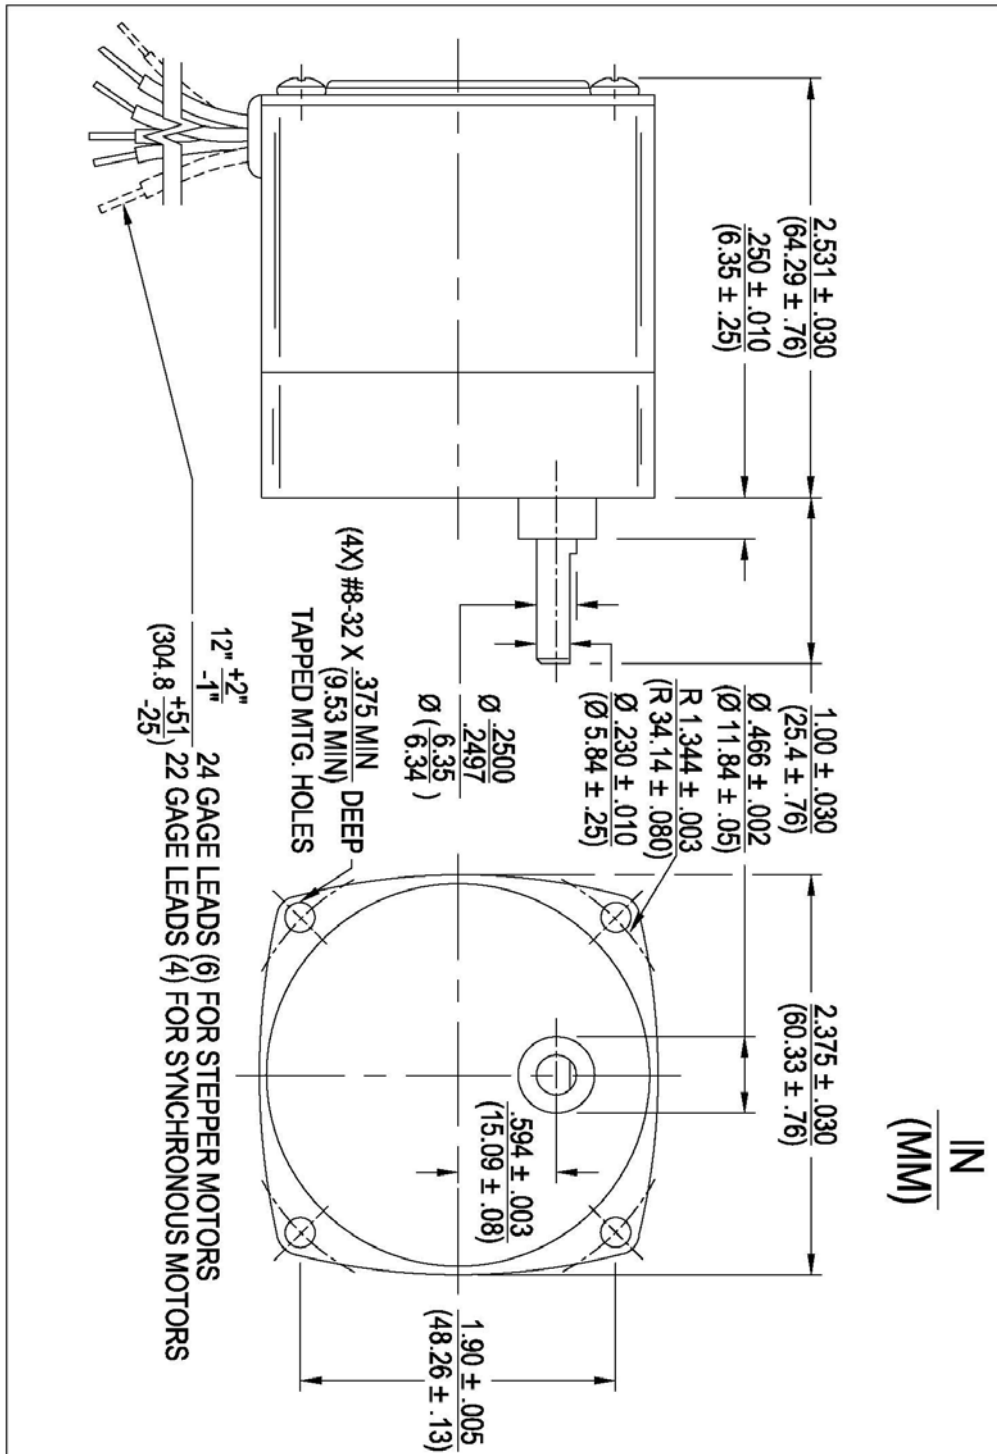 IN
(MM)
2.531 ± .030
(64.29 ± .76)
.250 ± .010
(6.35 ± .25)
1.00 ± .030
(25.4 ± .76)
Ø .466 ± .002
(Ø 11.84 ± .05)
R 1.344 ± .003
(R 34.14 ± .080)
Ø .230 ± .010
(Ø 5.84 ± .25)
Ø .2500
.2497
Ø ( 6.35
6.34 )
2.375 ± .030
(60.33 ± .76)
.594 ± .003
(15.09 ± .08)
1.90 ± .005
(48.26 ± .13)
(4X) #8-32 X .375 MIN DEEP
(9.53 MIN)
TAPPED MTG. HOLES
12" +2"
-1"
(304.8 +51
-25)
24 GAGE LEADS (6) FOR STEPPER MOTORS
22 GAGE LEADS (4) FOR SYNCHRONOUS MOTORS